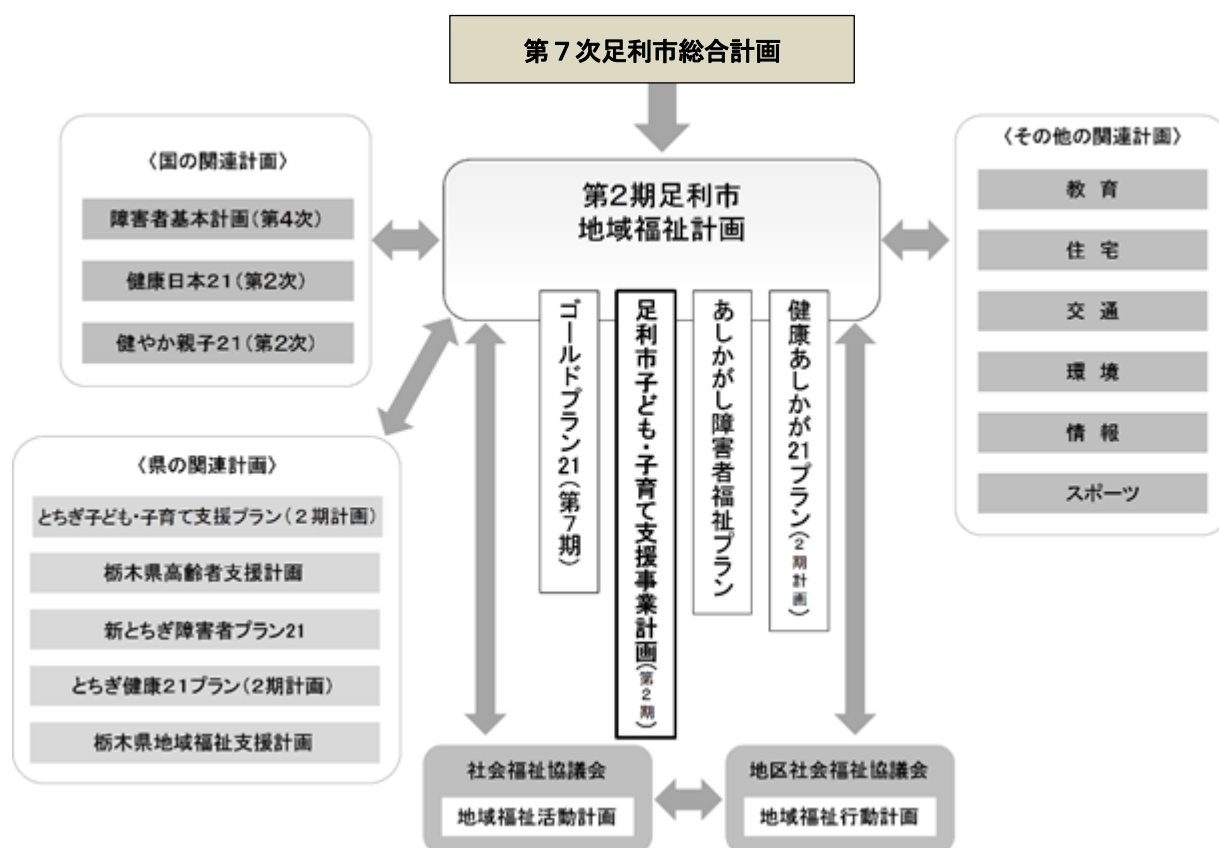 第７次足利市総合計画
〈国の関連計画〉
障害者基本計画(第4次)
健康日本２１(第２次)
健やか親子21(第２次)
第2期足利市
地域福祉計画
〈その他の関連計画〉
教 育
住 宅
交 通
環 境
情 報
スポーツ
ゴールドプラン21(第7期)
足利市子ども・子育て支援事業計画(第2期)
あしかがし障害者福祉プラン
健康あしかが21プラン(2期計画)
〈県の関連計画〉
とちぎ子ども・子育て支援プラン(２期計画)
栃木県高齢者支援計画
新とちぎ障害者プラン21
とちぎ健康２１プラン(２期計画)
栃木県地域福祉支援計画
社会福祉協議会
地域福祉活動計画
地区社会福祉協議会
地域福祉行動計画